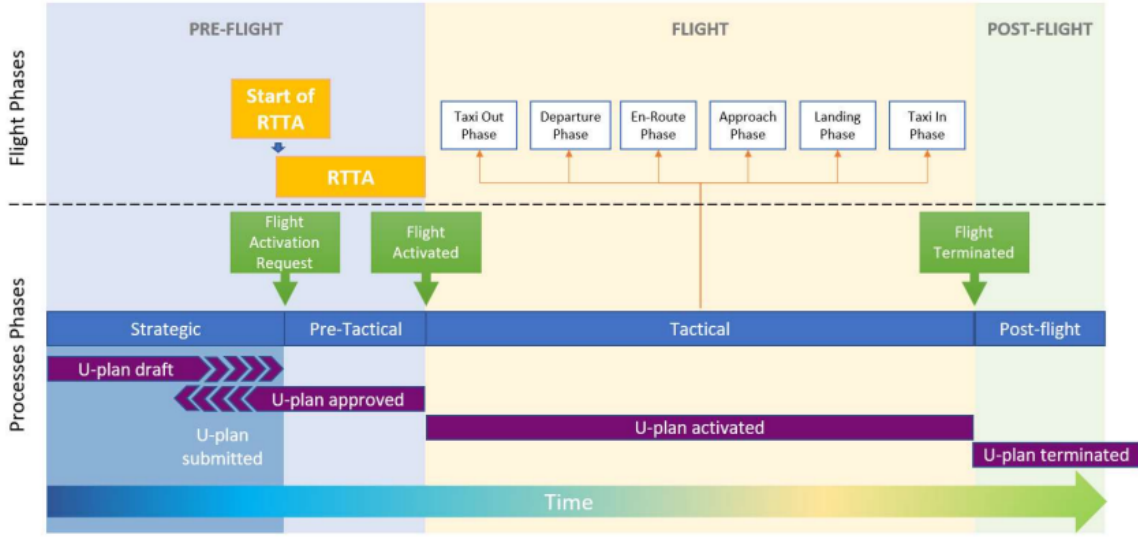 PRE-FLIGHT
FLIGHT
POST-FLIGHT
Flight Phases
Start of
RTTA
RTTA
Taxi Out
Phase
Departure
Phase
En-Route
Phase
Approach
Phase
Landing
Phase
Taxi In
Phase
Processes Phases
Flight
Activation
Request
Flight
Activated
Flight
Terminated
Strategic
Pre-Tactical
Tactical
Post-flight
U-plan draft
U-plan approved
U-plan
submitted
U-plan activated
U-plan terminated
Time